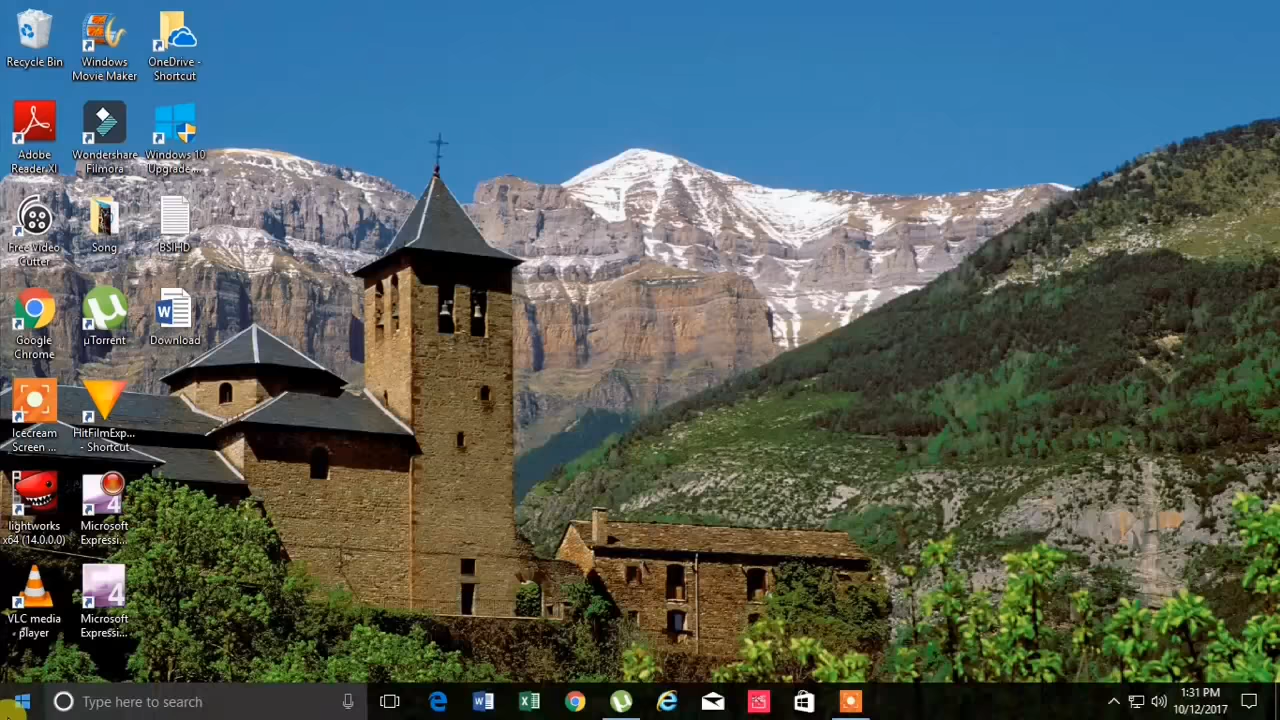 Recycle Bin
Windows
Movie Maker
OneDrive -
Shortcut
Adobe
Reader XI
Wondershare
Filmora
Windows 10
Upgrade ...
Free Video
Cutter
Song
BSIHD
Google
Chrome
µTorrent
Download
Icecream
Screen ...
HitFilmExp...
- Shortcut
lightworks
x64 (14.0.0.0)
Microsoft
Expressi...
VLC media
player
Microsoft
Expressi...
Type here to search
1:31 PM
10/12/2017